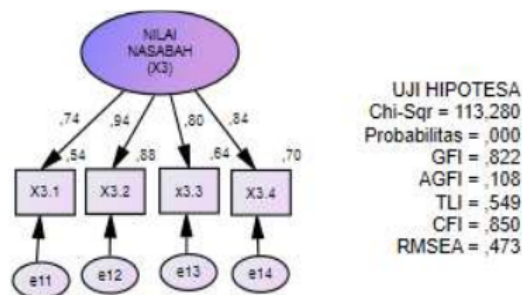 NILAI
NASABAH
(X3)
,74 ,94 ,80 ,84
,54 ,88 ,64 ,70
X3.1 X3.2 x3.3 X3.4
e11 e12 e13 e14
UJI HIPOTESA
Chi-Sqr = 113,280
Probabilitas = ,000
GFI = ,822
AGFI = ,108
TLI = ,549
CFI = ,850
RMSEA = ,473